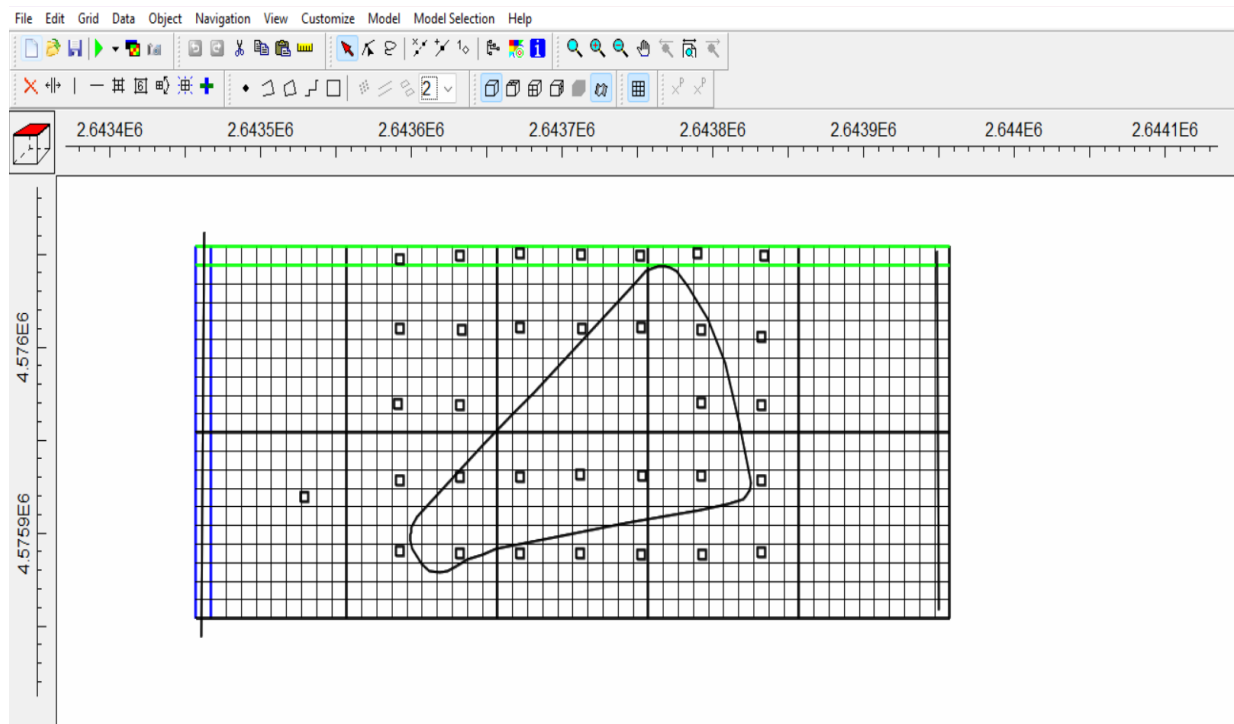 File Edit Grid Data Object Navigation View Customize Model Model Selection Help
2
2.6434E6 2.6435E6 2.6436E6 2.6437E6 2.6438E6 2.6439E6 2.644E6 2.6441E6
4.576E6
4.5759E6